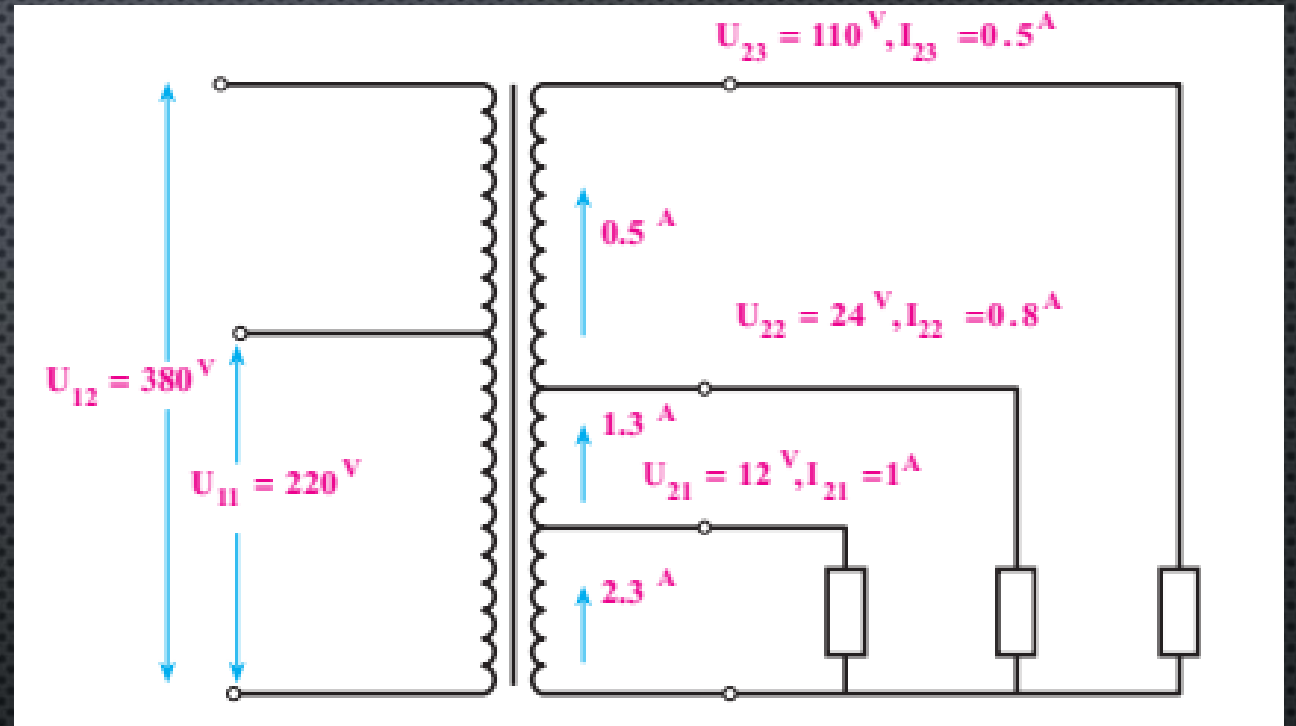 U23 = 110 V, I23 =0.5 A
0.5 A
U22 = 24 V, I22 =0.8 A
U12 = 380 V
1.3 A
U21 = 12 V, I21 =1 A
U11 = 220 V
2.3 A